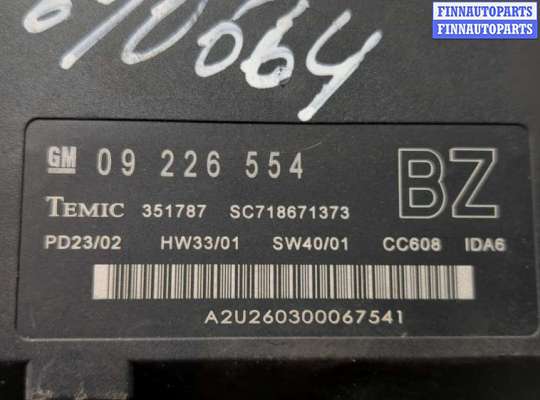 FINNAUTOPARTS
FINNAUTOPARTS
GM 09 226 554 BZ
TEMIC 351787 SC718671373
PD23/02 HW33/01 SW40/01 CC608 IDA6
A2U260300067541